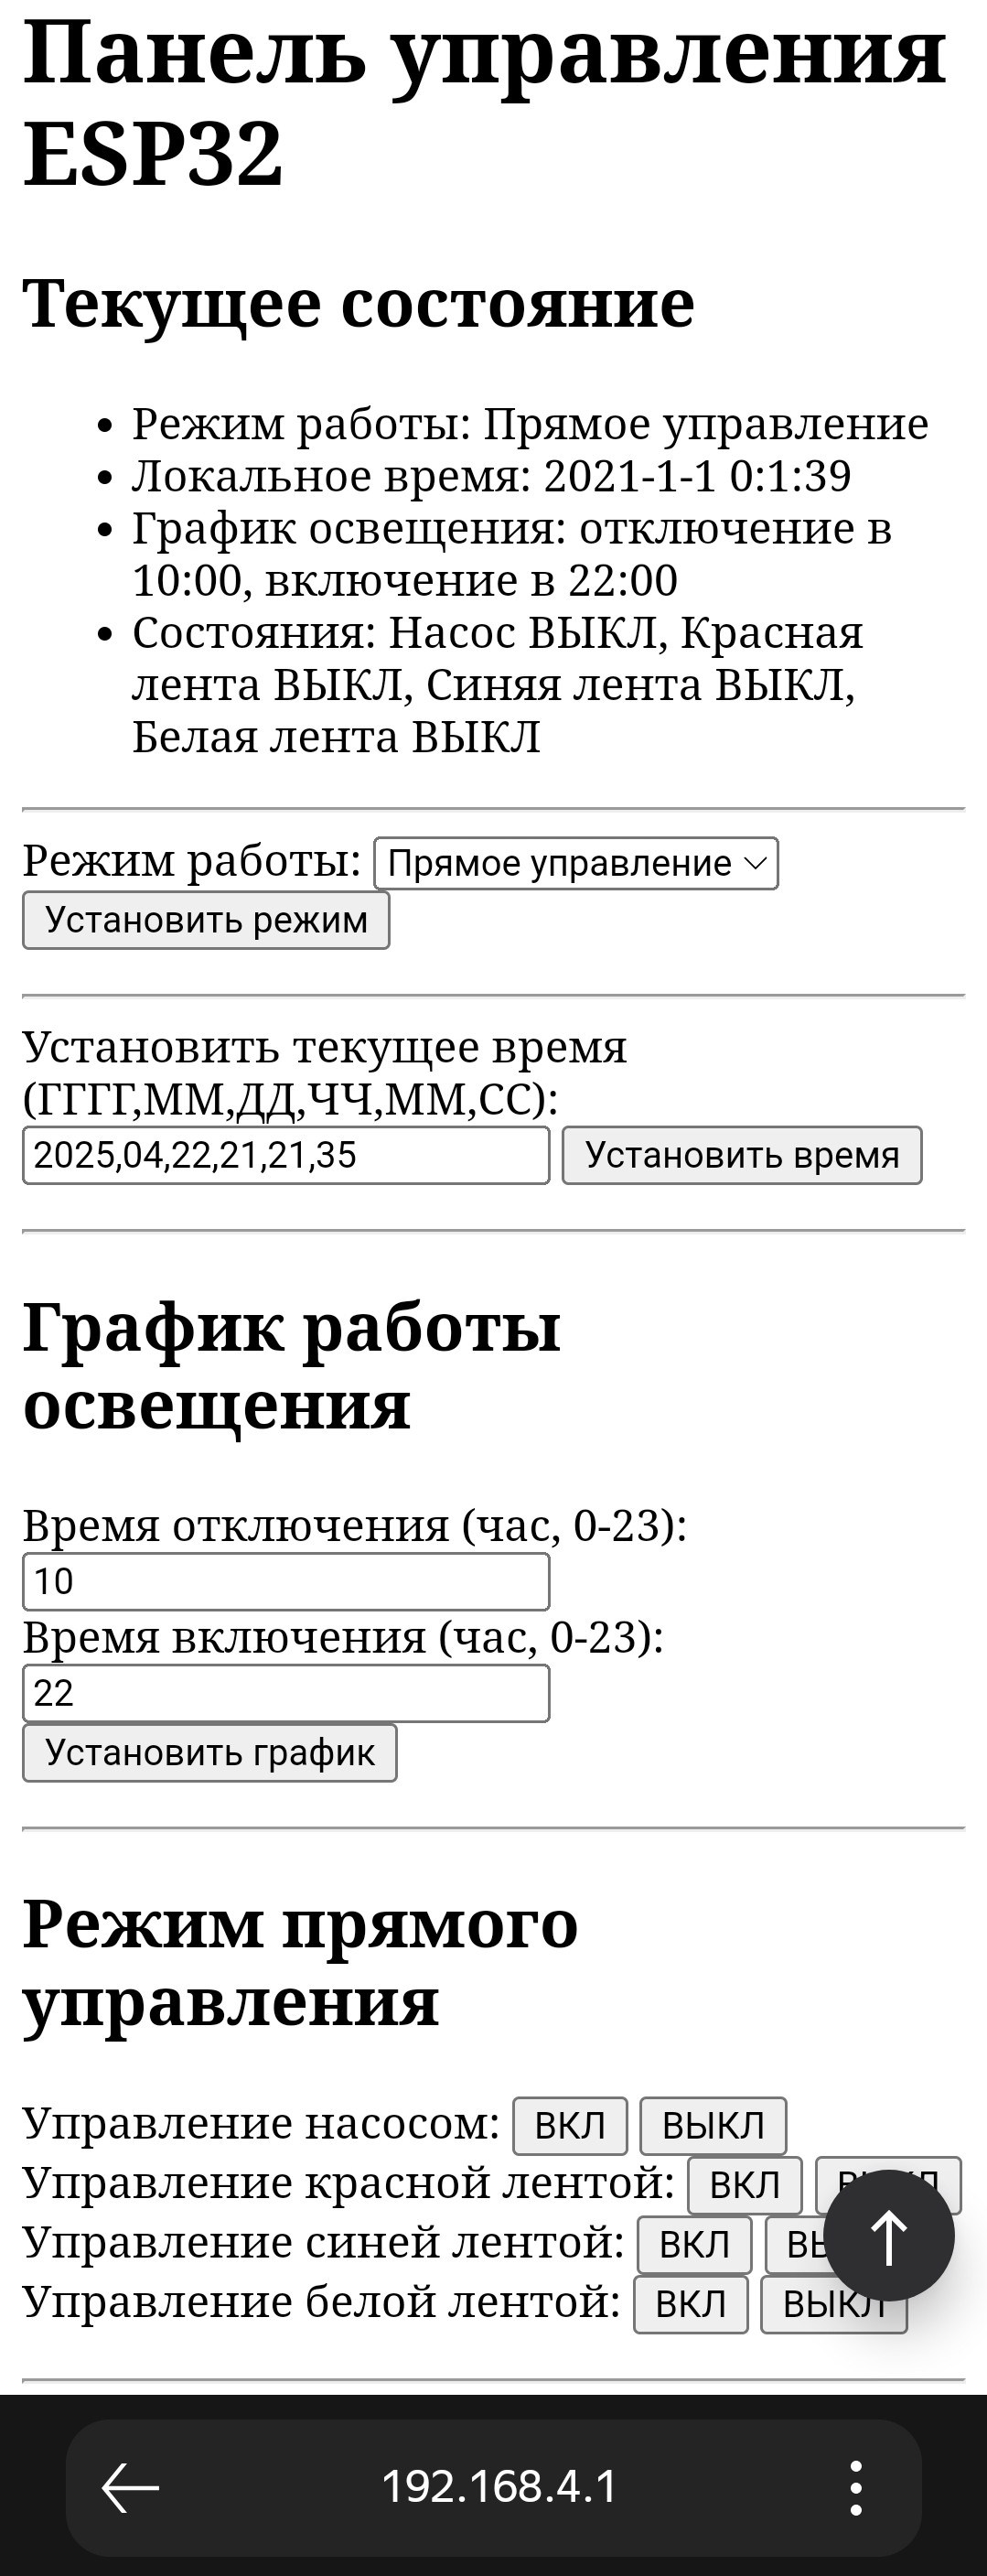 Панель управления
ESP32
Текущее состояние
Режим работы: Прямое управление
Локальное время: 2021-1-1 0:1:39
График освещения: отключение в
10:00, включение в 22:00
Состояния: Насос ВЫКЛ, Красная
лента ВЫКЛ, Синяя лента ВЫКЛ,
Белая лента ВЫКЛ
Режим работы: Прямое управление
Установить режим
Установить текущее время
(ГГГГ,ММ,ДД,ЧЧ,ММ,СС):
2025,04,22,21,21,35 Установить время
График работы
освещения
Время отключения (час, 0-23):
10
Время включения (час, 0-23):
22
Установить график
Режим прямого
управления
Управление насосом: ВКЛ ВЫКЛ
Управление красной лентой: ВКЛ
Управление синей лентой: ВКЛ
Управление белой лентой: ВКЛ ВЫКЛ
192.168.4.1